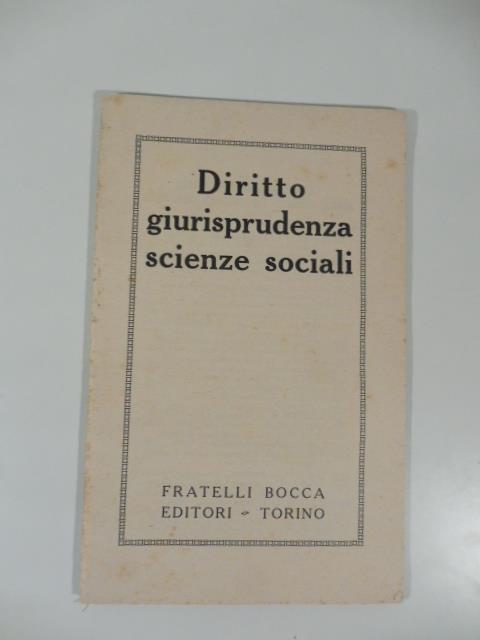 Diritto
giurisprudenza
scienze sociali
FRATELLI BOCCA
EDITORI - TORINO